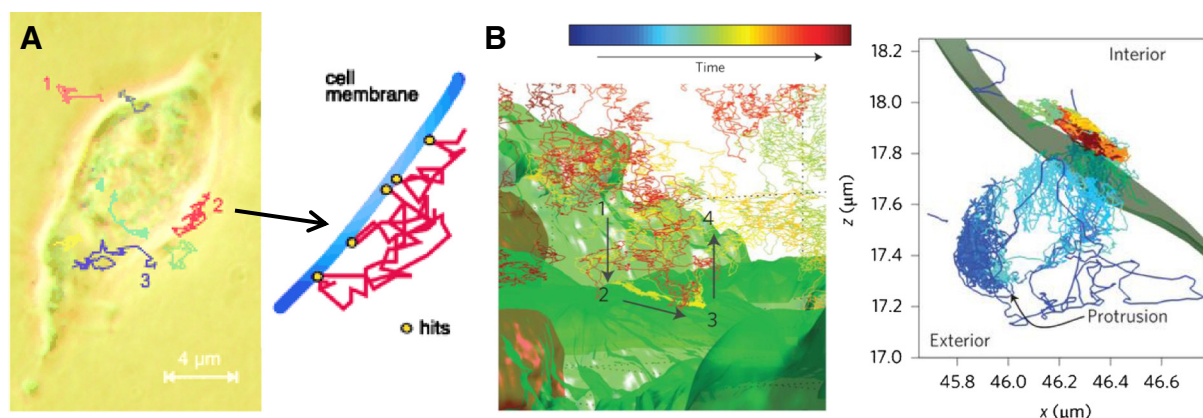 A
1
2
3
4
4 μm
cell
membrane
hits
B
Time
1
2
3
4
18.2
18.0
17.8
17.6
17.4
17.2
17.0
z (μm)
Interior
Exterior
Protrusion
45.8 46.0 46.2 46.4 46.6
x (μm)